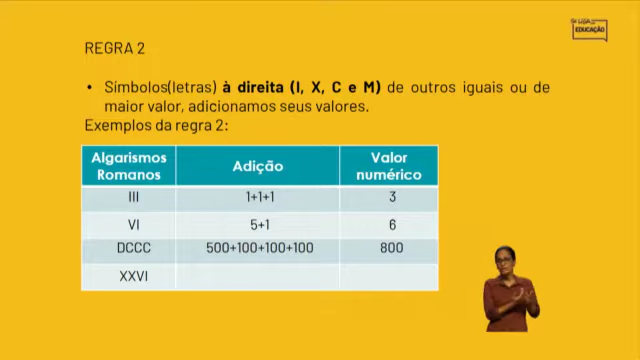 EDUCAÇÃO
REGRA 2
• Símbolos(letras) à direita (I, X, C e M) de outros iguais ou de
maior valor, adicionamos seus valores.
Exemplos da regra 2:
Algarismos Romanos Adição Valor numérico
III 1+1+1 3
VI 5+1 6
DCCC 500+100+100+100 800
XXVI